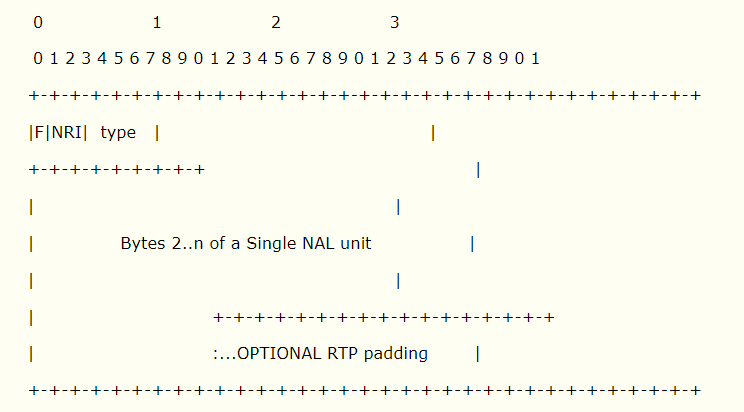 0 1 2 3
0 1 2 3 4 5 6 7 8 9 0 1 2 3 4 5 6 7 8 9 0 1 2 3 4 5 6 7 8 9 0 1
+-+-+-+-+-+-+-+-+-+-+-+-+-+-+-+-+-+-+-+-+-+-+-+-+-+-+-+-+-+-+-+-+
|F|NRI| type | |
+-+-+-+-+-+-+-+-+ |
| |
| Bytes 2..n of a Single NAL unit |
| |
| +-+-+-+-+-+-+-+-+-+-+-+-+-+-+-+-+
| :...OPTIONAL RTP padding |
+-+-+-+-+-+-+-+-+-+-+-+-+-+-+-+-+-+-+-+-+-+-+-+-+-+-+-+-+-+-+-+-+